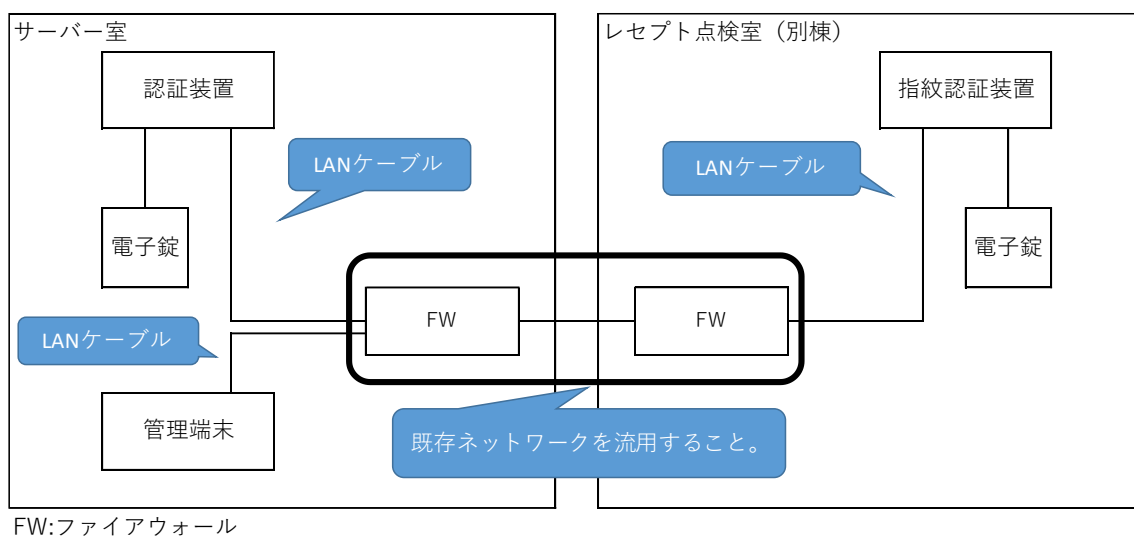 サーバー室
レセプト点検室（別棟）
認証装置
指紋認証装置
LANケーブル
LANケーブル
電子錠
電子錠
FW
FW
LANケーブル
管理端末
既存ネットワークを流用すること。
FW:ファイアウォール